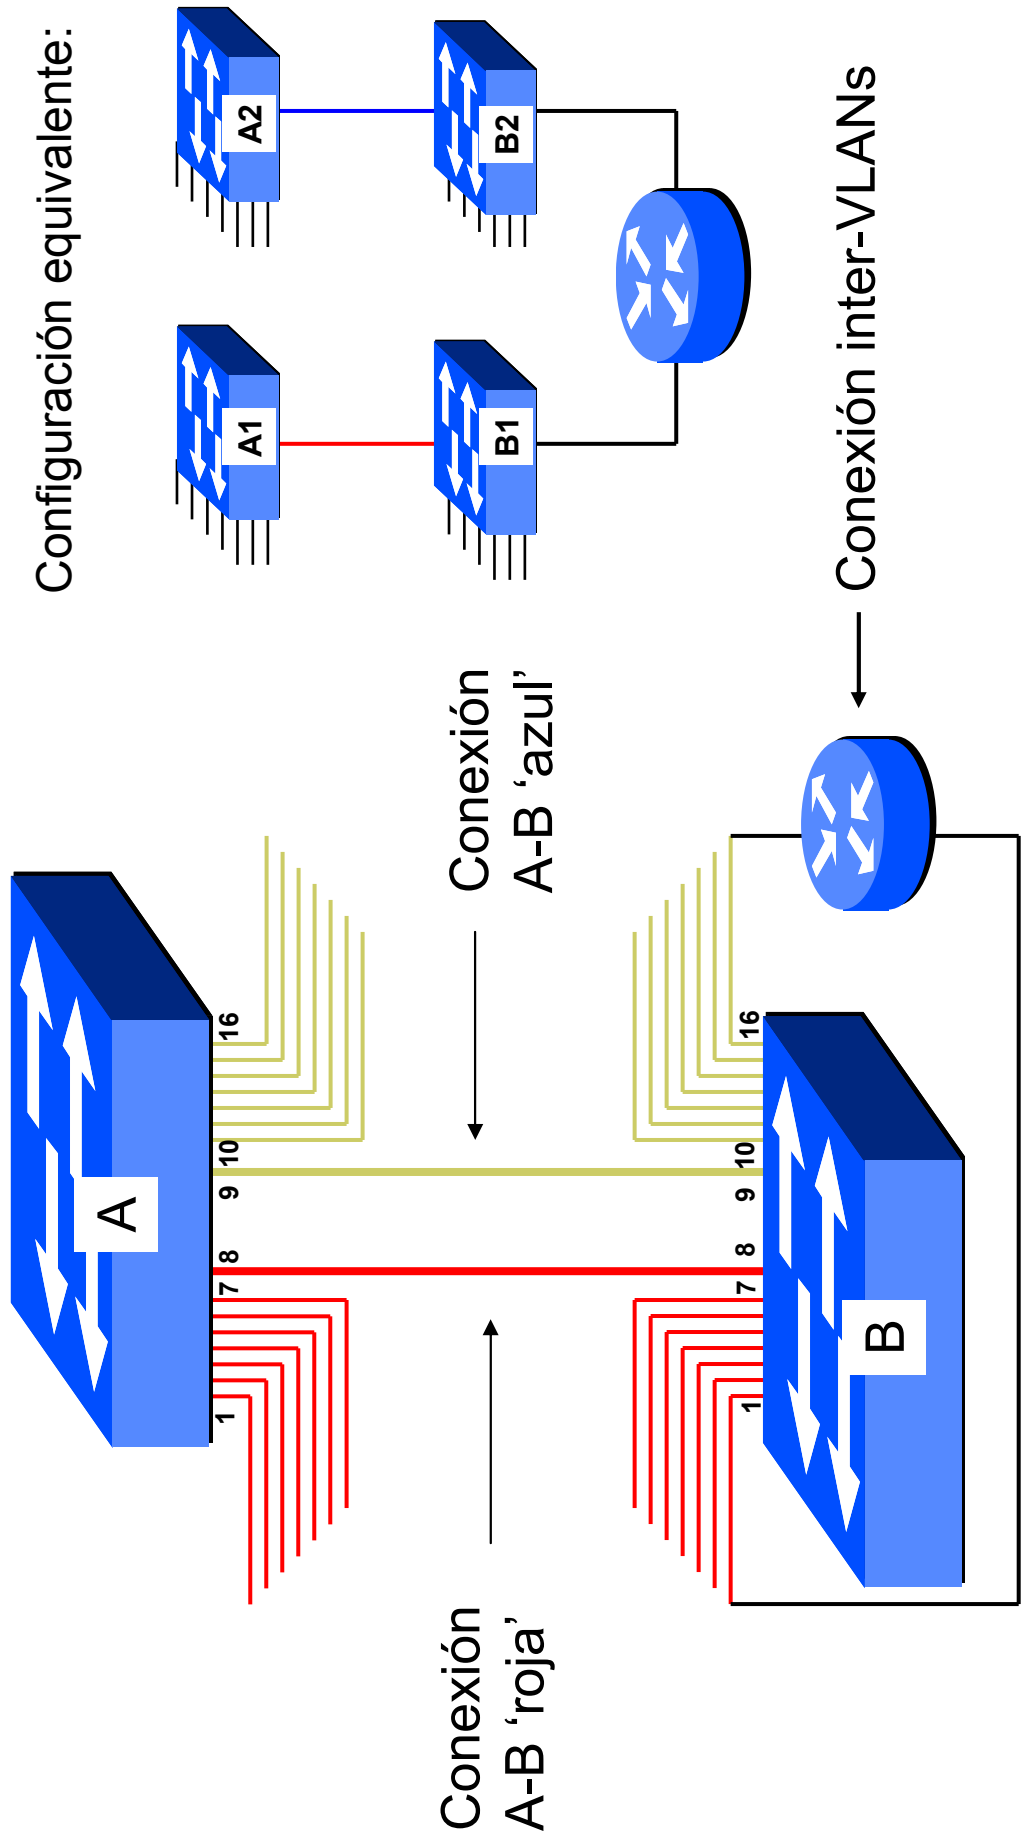 Configuración equivalente:
A
1
7
8
9
10
16
Conexión
A-B ‘roja’
Conexión
A-B ‘azul’
1
7
8
9
10
16
B
A1
A2
B1
B2
Conexión inter-VLANs